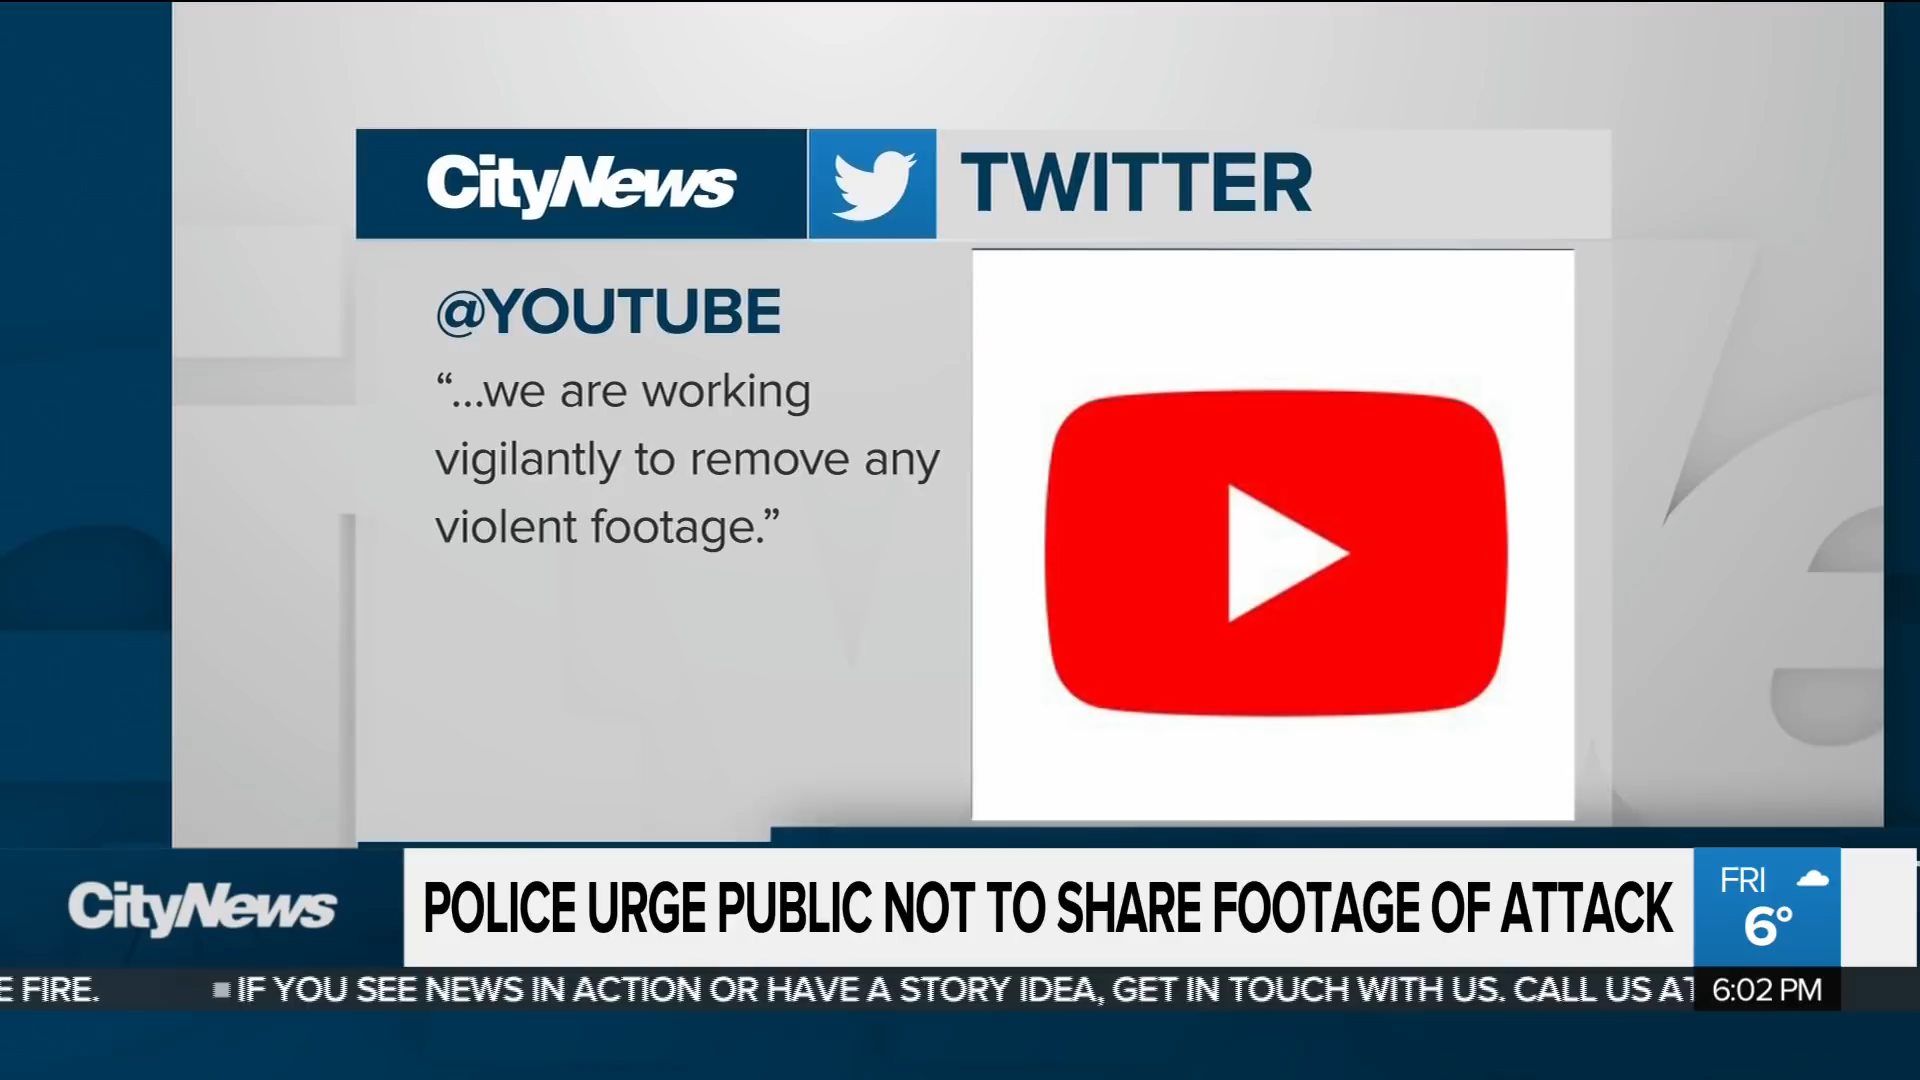 CityNews
TWITTER
@YOUTUBE
“...we are working
vigilantly to remove any
violent footage.”
CityNews
POLICE URGE PUBLIC NOT TO SHARE FOOTAGE OF ATTACK
FRI
6°
E FIRE. ■ IF YOU SEE NEWS IN ACTION OR HAVE A STORY IDEA, GET IN TOUCH WITH US. CALL US AT
6:02 PM